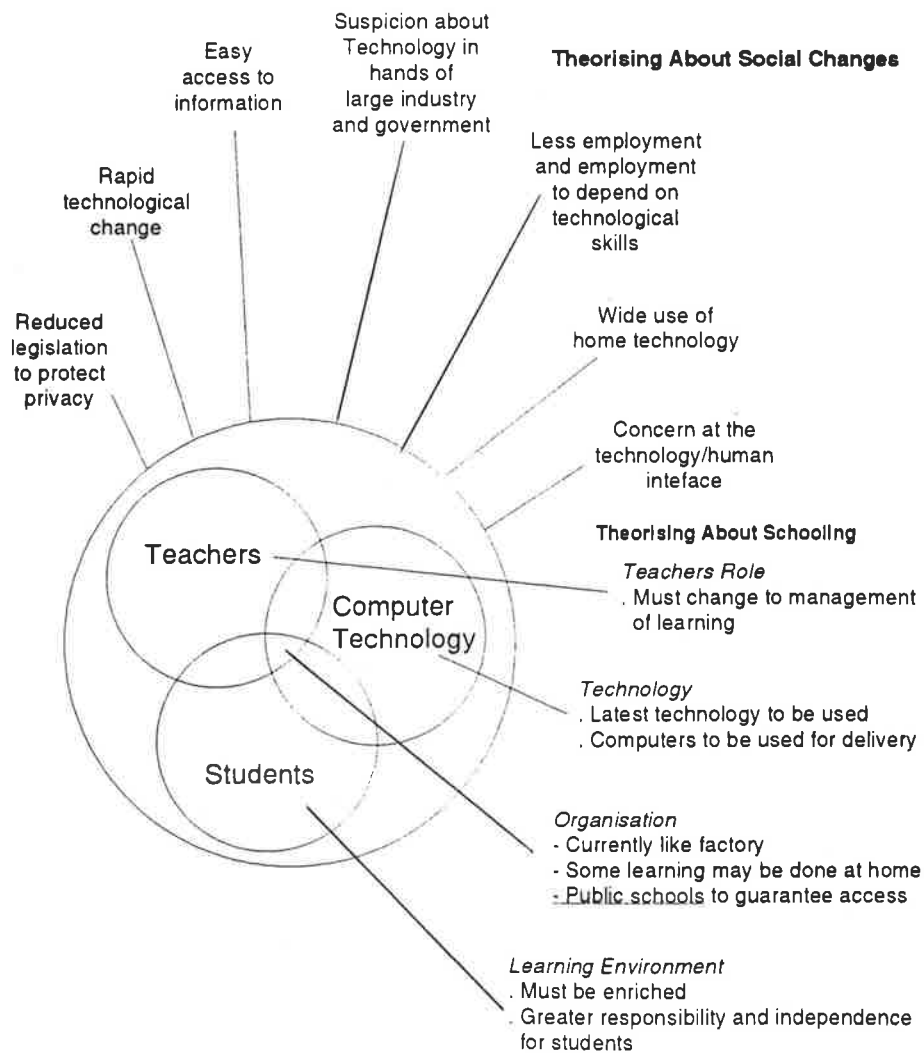 Suspicion about
Technology in
hands of
large industry
and government
Theorising About Social Changes
Easy
access to
information
Less employment
and employment
to depend on
technological
skills
Rapid
technological
change
Wide use of
home technology
Reduced
legislation
to protect
privacy
Concern at the
technology/human
inteface
Theorising About Schooling
Teachers
Teachers Role
. Must change to management
of learning
Computer
Technology
Technology
. Latest technology to be used
. Computers to be used for delivery
Students
Organisation
- Currently like factory
- Some learning may be done at home
- Public schools to guarantee access
Learning Environment
. Must be enriched
. Greater responsibility and independence
for students